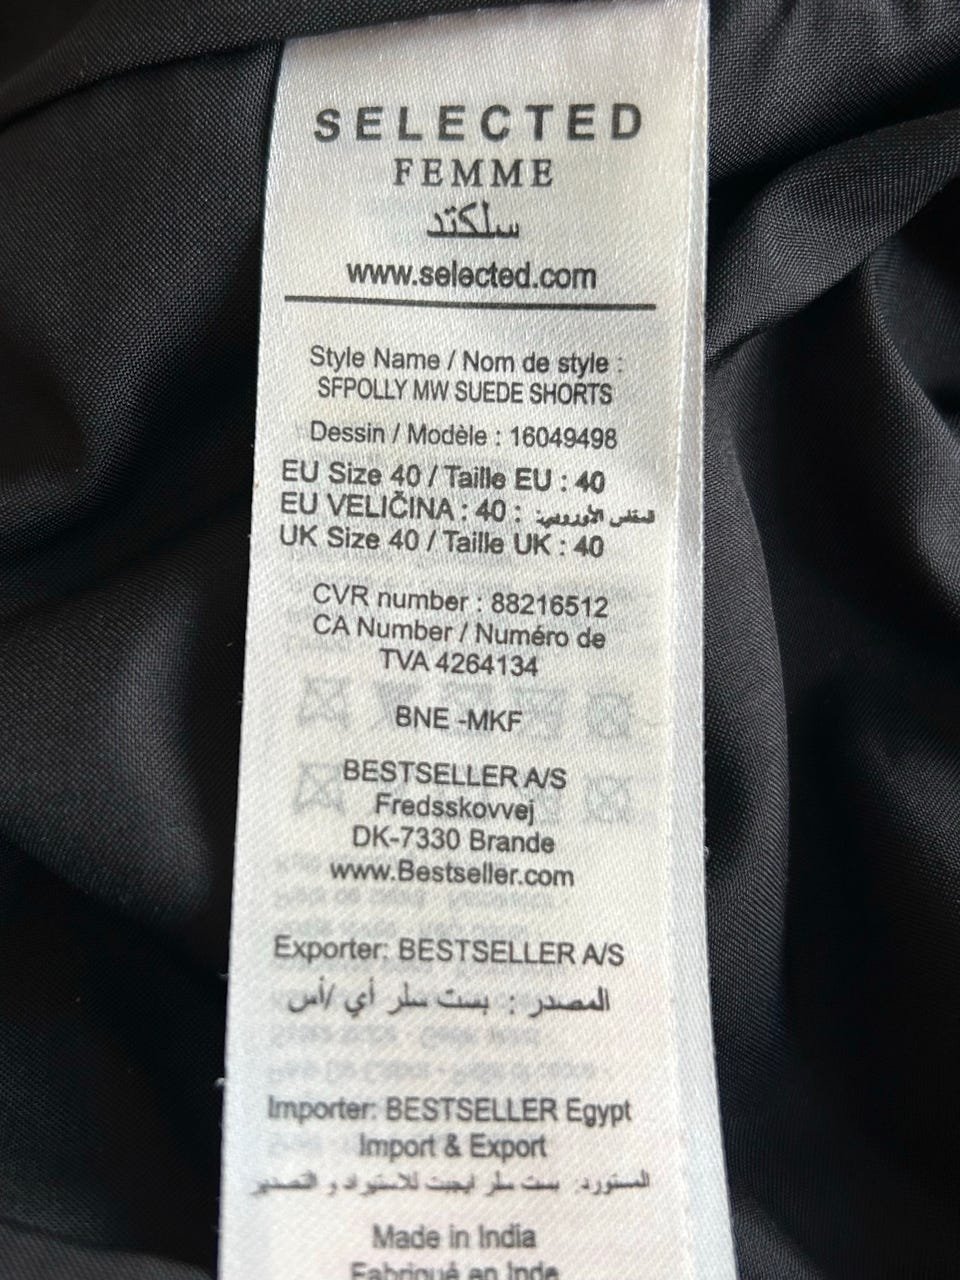 SELECTED
FEMME
سلكتد
www.selected.com
Style Name / Nom de style :
SFPOLLY MW SUEDE SHORTS
Dessin / Modèle : 16049498
EU Size 40 / Taille EU : 40
EU VELIČINA : 40 : المقاس الأوروبي:
UK Size 40 / Taille UK : 40
CVR number : 88216512
CA Number / Numéro de
TVA 4264134
BNE -MKF
BESTSELLER A/S
Fredsskovvej
DK-7330 Brande
www.Bestseller.com
Exporter: BESTSELLER A/S
المصدر : بست سلر أي /أس
Importer: BESTSELLER Egypt
Import & Export
المستورد: بست سلر ايجبت للاستيراد و التصدير
Made in India
Fabriqué en Inde